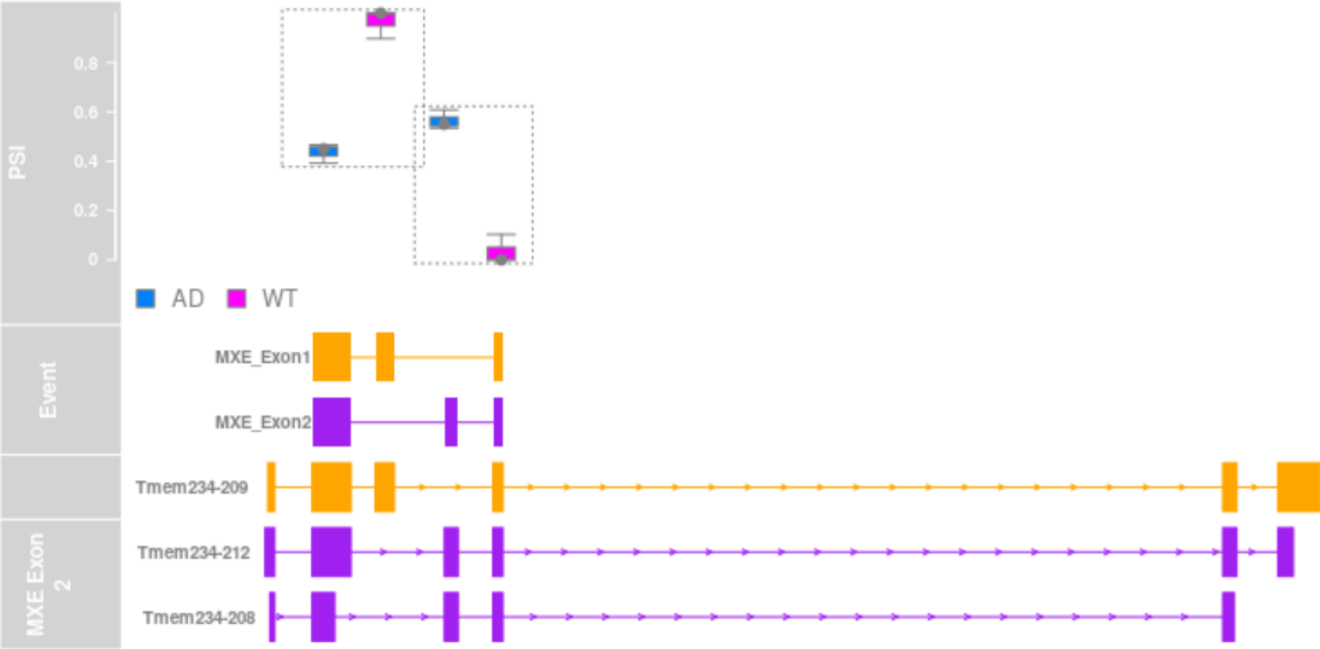 PSI
0.8
0.6
0.4
0.2
0
AD WT
Event
MXE_Exon1
MXE_Exon2
Tmem234-209
MXE Exon
2
Tmem234-212
Tmem234-208